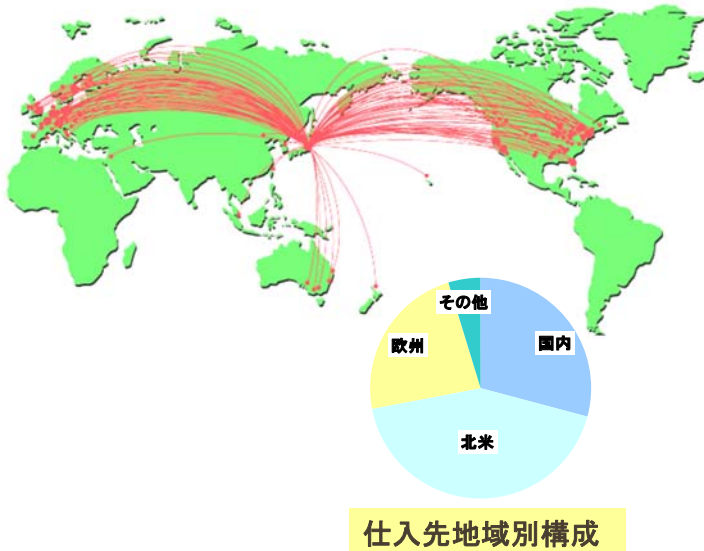 その他
国内
欧州
北米
仕入先地域別構成